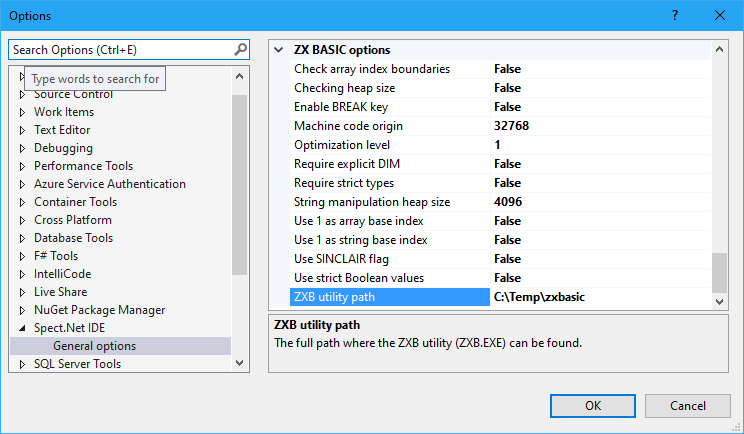 Options
Search Options (Ctrl+E)
Type words to search for
Source Control
Work Items
Text Editor
Debugging
Performance Tools
Azure Service Authentication
Container Tools
Cross Platform
Database Tools
F# Tools
IntelliCode
Live Share
NuGet Package Manager
Spect.Net IDE
General options
SQL Server Tools
ZX BASIC options
Check array index boundaries False
Checking heap size False
Enable BREAK key False
Machine code origin 32768
Optimization level 1
Require explicit DIM False
Require strict types False
String manipulation heap size 4096
Use 1 as array base index False
Use 1 as string base index False
Use SINCLAIR flag False
Use strict Boolean values False
ZXB utility path C:\Temp\zxbasic
ZXB utility path
The full path where the ZXB utility (ZXB.EXE) can be found.
OK
Cancel